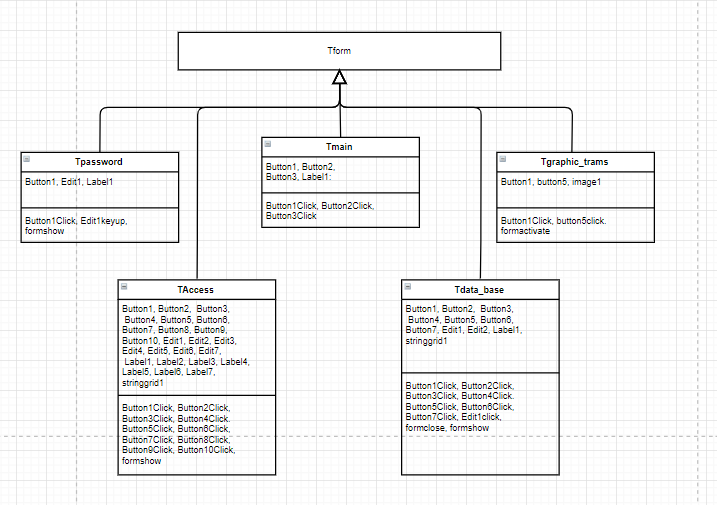 Tform
Tpassword
Button1, Edit1, Label1
Button1Click, Edit1keyup,
formshow
Tmain
Button1, Button2,
Button3, Label1:
Button1Click, Button2Click,
Button3Click
Tgraphic_trams
Button1, button5, image1
Button1Click, button5click.
formactivate
TAccess
Button1, Button2, Button3,
Button4, Button5, Button6,
Button7, Button8, Button9,
Button10, Edit1, Edit2, Edit3,
Edit4, Edit5, Edit6, Edit7,
Label1, Label2, Label3, Label4,
Label5, Label6, Label7,
stringgrid1
Button1Click, Button2Click,
Button3Click, Button4Click.
Button5Click, Button6Click,
Button7Click, Button8Click,
Button9Click, Button10Click,
formshow
Tdata_base
Button1, Button2, Button3,
Button4, Button5, Button6,
Button7, Edit1, Edit2, Label1,
stringgrid1
Button1Click, Button2Click,
Button3Click, Button4Click.
Button5Click, Button6Click,
Button7Click, Edit1click,
formclose, formshow